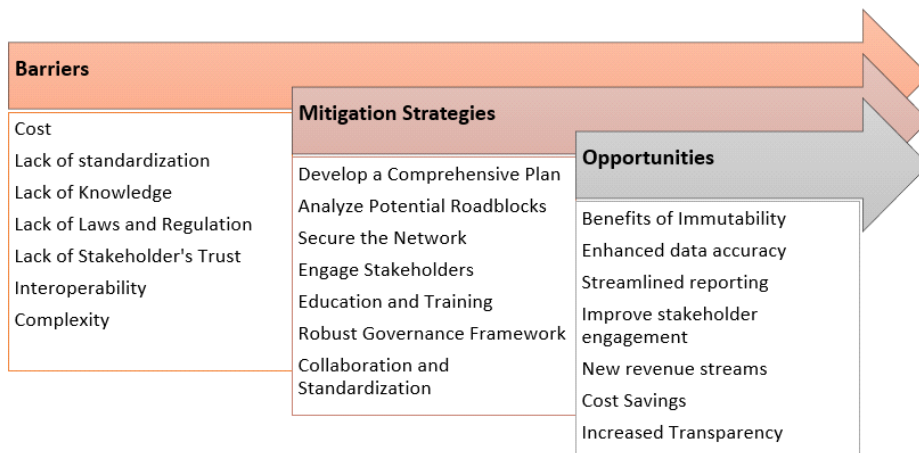 Barriers
Cost
Lack of standardization
Lack of Knowledge
Lack of Laws and Regulation
Lack of Stakeholder's Trust
Interoperability
Complexity
Mitigation Strategies
Develop a Comprehensive Plan
Analyze Potential Roadblocks
Secure the Network
Engage Stakeholders
Education and Training
Robust Governance Framework
Collaboration and
Standardization
Opportunities
Benefits of Immutability
Enhanced data accuracy
Streamlined reporting
Improve stakeholder
engagement
New revenue streams
Cost Savings
Increased Transparency